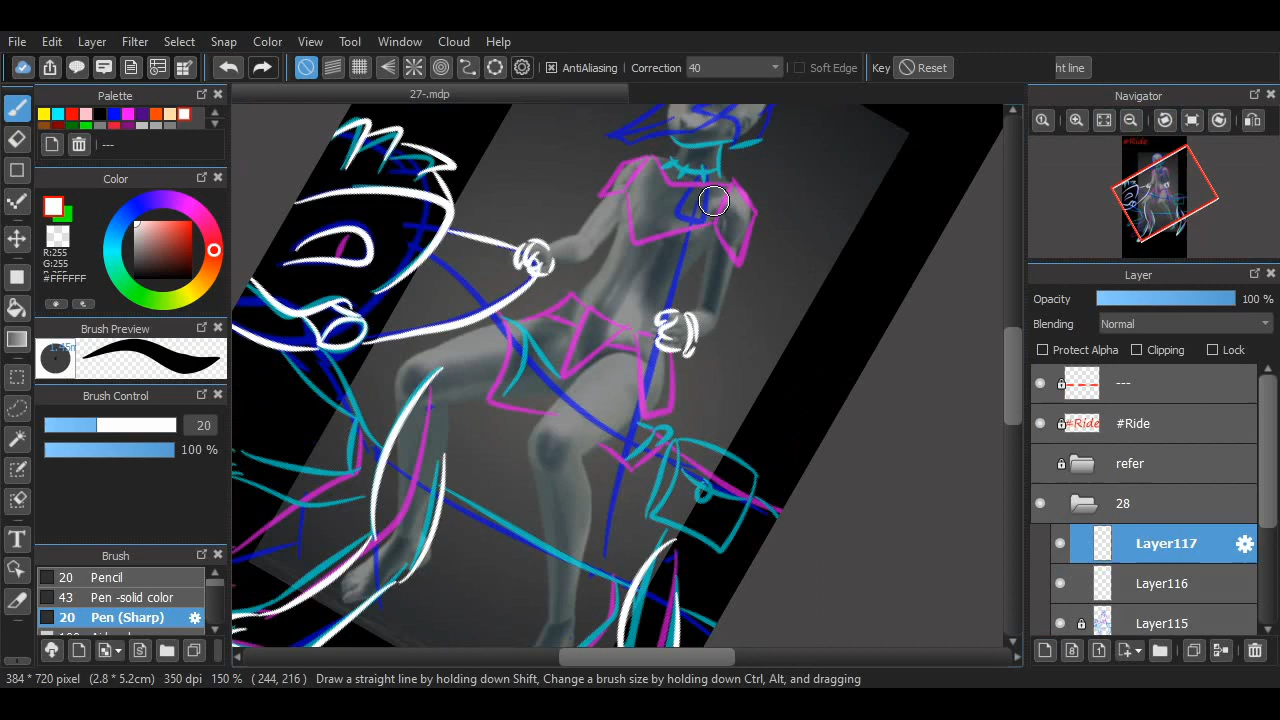 File Edit Layer Filter Select Snap Color View Tool Window Cloud Help
AntiAliasing Correction 40 Soft Edge Key Reset ht line
Palette
27-.mdp
Navigator
---
#Ride
Color
R:255
G:255
#FFFFFF
Layer
Opacity 100 %
Blending Normal
Protect Alpha Clipping Lock
Brush Preview
Brush Control
20
100 %
---
#Ride #Ride
refer
28
Layer117
Layer116
Layer115
Brush
20 Pencil
43 Pen -solid color
20 Pen (Sharp)
384 * 720 pixel (2.8 * 5.2cm) 350 dpi 150 % ( 244, 216 ) Draw a straight line by holding down Shift, Change a brush size by holding down Ctrl, Alt, and dragging